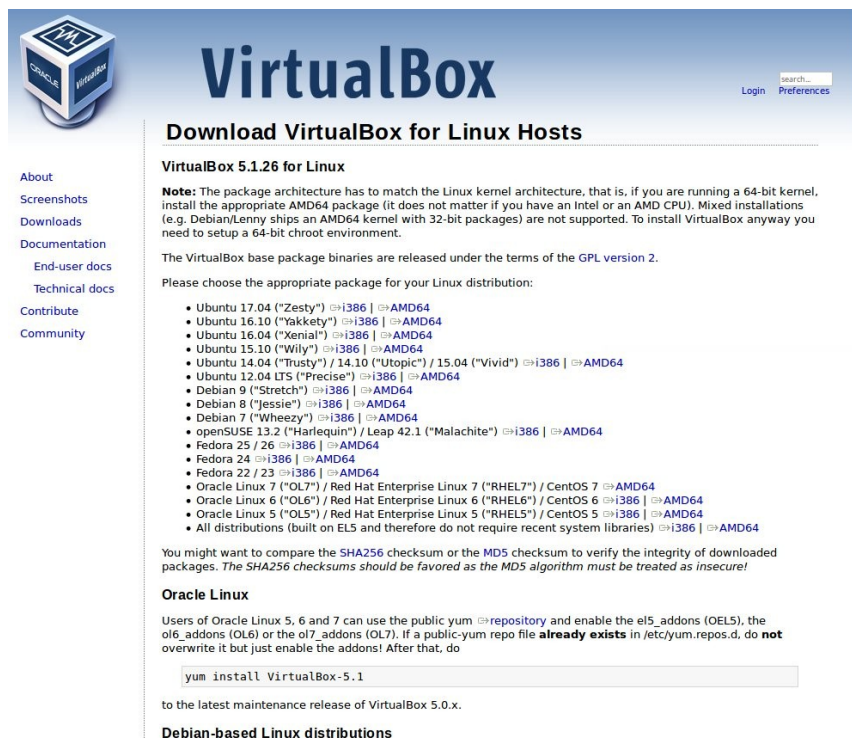 ORACLE
VirtualBox
VirtualBox
search...
Login Preferences
About
Screenshots
Downloads
Documentation
End-user docs
Technical docs
Contribute
Community
Download VirtualBox for Linux Hosts
VirtualBox 5.1.26 for Linux
Note: The package architecture has to match the Linux kernel architecture, that is, if you are running a 64-bit kernel,
install the appropriate AMD64 package (it does not matter if you have an Intel or an AMD CPU). Mixed installations
(e.g. Debian/Lenny ships an AMD64 kernel with 32-bit packages) are not supported. To install VirtualBox anyway you
need to setup a 64-bit chroot environment.
The VirtualBox base package binaries are released under the terms of the GPL version 2.
Please choose the appropriate package for your Linux distribution:
• Ubuntu 17.04 ("Zesty") i386 | AMD64
• Ubuntu 16.10 ("Yakkety") i386 | AMD64
• Ubuntu 16.04 ("Xenial") i386 | AMD64
• Ubuntu 15.10 ("Wily") i386 | AMD64
• Ubuntu 14.04 ("Trusty") / 14.10 ("Utopic") / 15.04 ("Vivid") i386 | AMD64
• Ubuntu 12.04 LTS ("Precise") i386 | AMD64
• Debian 9 ("Stretch") i386 | AMD64
• Debian 8 ("Jessie") i386 | AMD64
• Debian 7 ("Wheezy") i386 | AMD64
• openSUSE 13.2 ("Harlequin") / Leap 42.1 ("Malachite") i386 | AMD64
• Fedora 25 / 26 i386 | AMD64
• Fedora 24 i386 | AMD64
• Fedora 22 / 23 i386 | AMD64
• Oracle Linux 7 ("OL7") / Red Hat Enterprise Linux 7 ("RHEL7") / CentOS 7 AMD64
• Oracle Linux 6 ("OL6") / Red Hat Enterprise Linux 6 ("RHEL6") / CentOS 6 i386 | AMD64
• Oracle Linux 5 ("OL5") / Red Hat Enterprise Linux 5 ("RHEL5") / CentOS 5 i386 | AMD64
• All distributions (built on EL5 and therefore do not require recent system libraries) i386 | AMD64
You might want to compare the SHA256 checksum or the MD5 checksum to verify the integrity of downloaded
packages. The SHA256 checksums should be favored as the MD5 algorithm must be treated as insecure!
Oracle Linux
Users of Oracle Linux 5, 6 and 7 can use the public yum repository and enable the el5_addons (OEL5), the
ol6_addons (OL6) or the ol7_addons (OL7). If a public-yum repo file already exists in /etc/yum.repos.d, do not
overwrite it but just enable the addons! After that, do
yum install VirtualBox-5.1
to the latest maintenance release of VirtualBox 5.0.x.
Debian-based Linux distributions